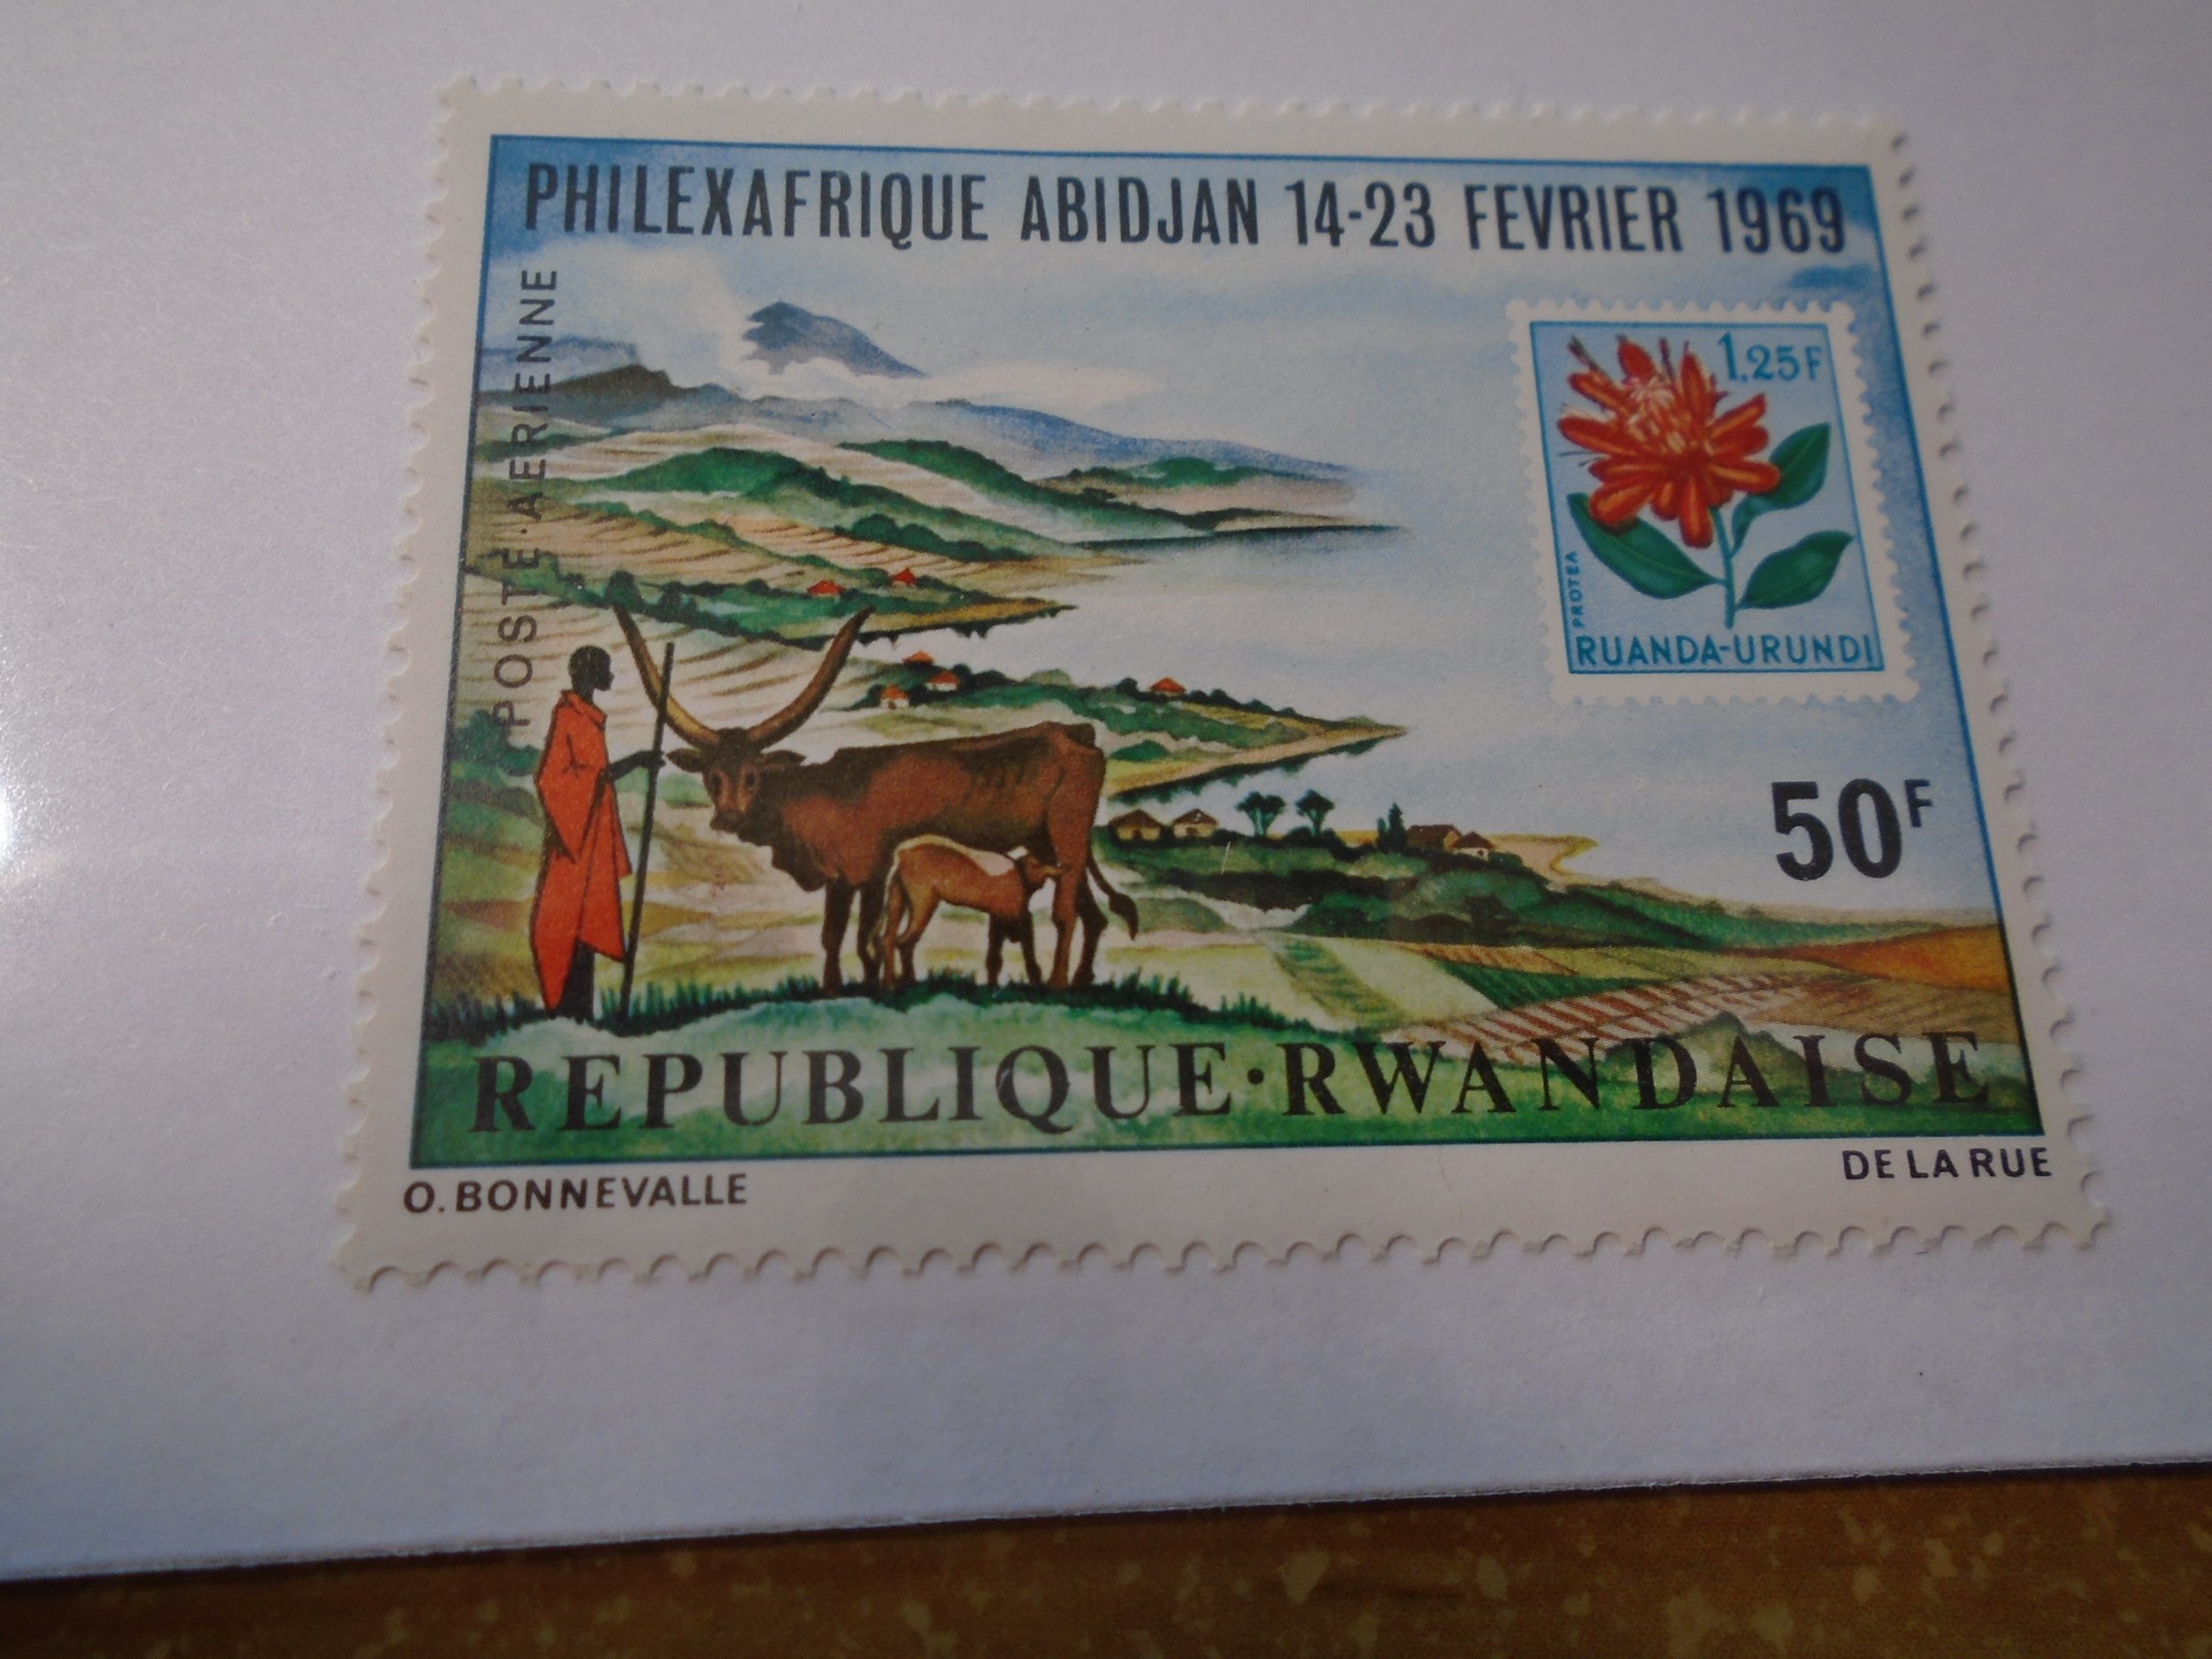 PHILEXAFRIQUE ABIDJAN 14-23 FEVRIER 1969
POSTE·AERIENNE
1,25F
PROTEA
RUANDA-URUNDI
50F
REPUBLIQUE·RWANDAISE
O. BONNEVALLE
DE LA RUE